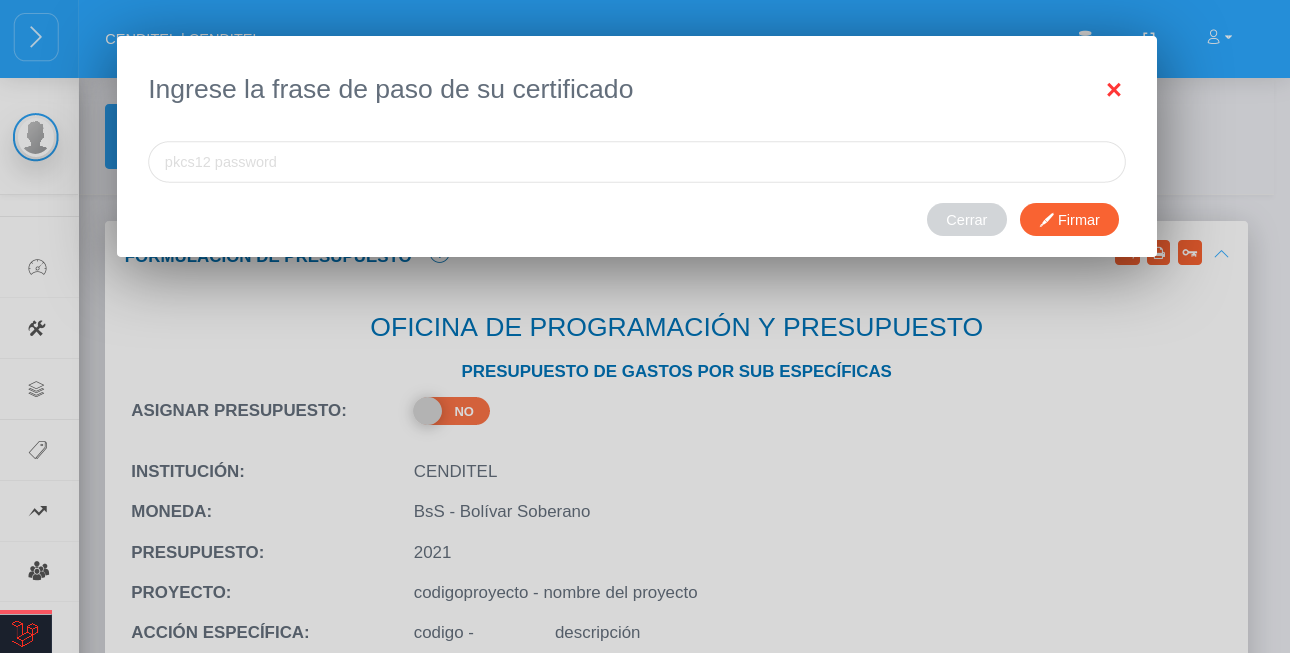 CENDITEL | CENDITEL
Ingrese la frase de paso de su certificado
pkcs12 password
Cerrar
Firmar
FORMULACIÓN DE PRESUPUESTO
OFICINA DE PROGRAMACIÓN Y PRESUPUESTO
PRESUPUESTO DE GASTOS POR SUB ESPECÍFICAS
ASIGNAR PRESUPUESTO: NO
INSTITUCIÓN: CENDITEL
MONEDA: BsS - Bolívar Soberano
PRESUPUESTO: 2021
PROYECTO: codigoproyecto - nombre del proyecto
ACCIÓN ESPECÍFICA: codigo - descripción